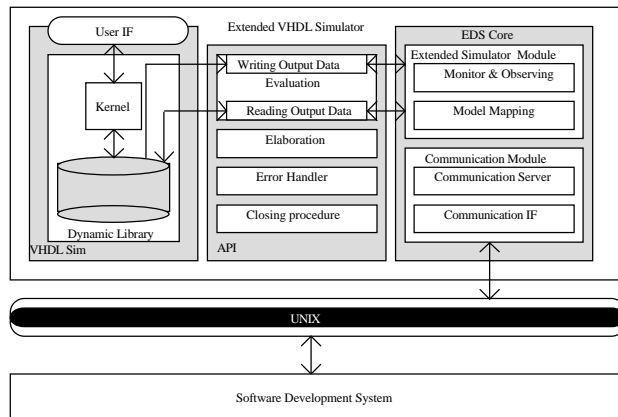 User IF
Extended VHDL Simulator
EDS Core
Extended Simulator Module
Writing Output Data
Monitor & Observing
Evaluation
Kernel
Reading Output Data
Model Mapping
Elaboration
Communication Module
Error Handler
Communication Server
Closing procedure
Communication IF
Dynamic Library
VHDL Sim
API
UNIX
Software Development System